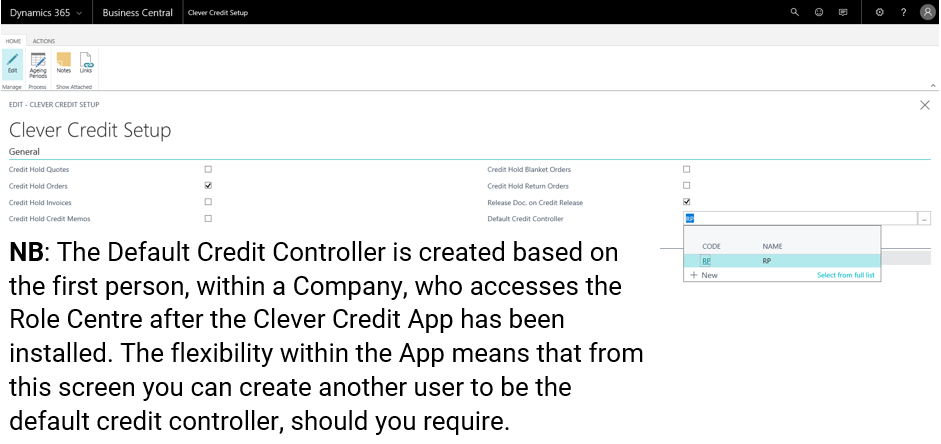 Dynamics 365 Business Central Clever Credit Setup ?
HOME ACTIONS
Edit Ageing Periods Notes Links
Manage Process Show Attached
EDIT - CLEVER CREDIT SETUP
Clever Credit Setup
General
Credit Hold Quotes Credit Hold Blanket Orders
Credit Hold Orders Credit Hold Return Orders
Credit Hold Invoices Release Doc. on Credit Release
Credit Hold Credit Memos Default Credit Controller RP ...
CODE NAME
RP RP
+ New Select from full list
NB: The Default Credit Controller is created based on
the first person, within a Company, who accesses the
Role Centre after the Clever Credit App has been
installed. The flexibility within the App means that from
this screen you can create another user to be the
default credit controller, should you require.